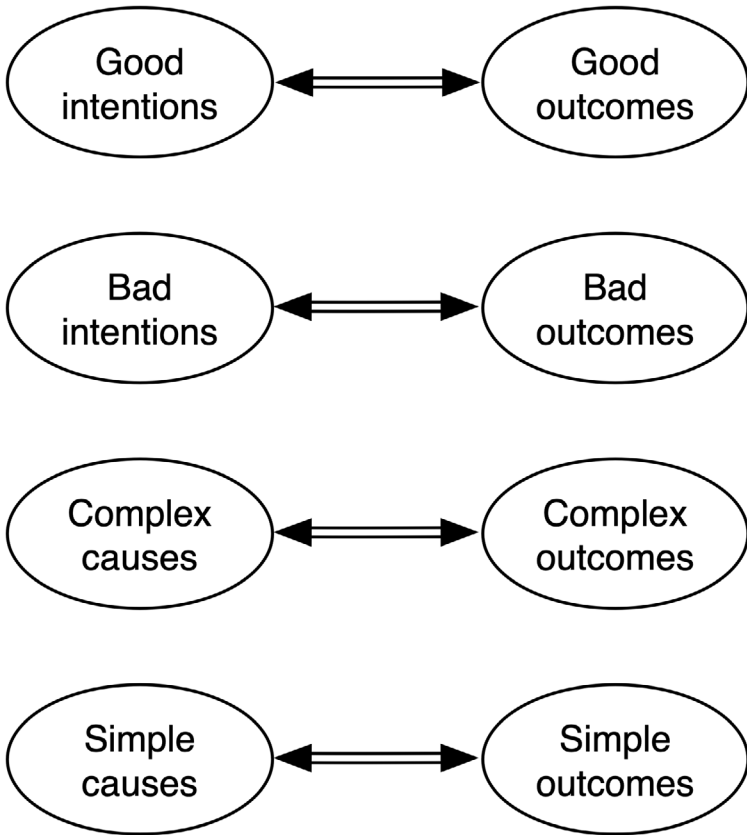 Good
intentions
Good
outcomes
Bad
intentions
Bad
outcomes
Complex
causes
Complex
outcomes
Simple
causes
Simple
outcomes